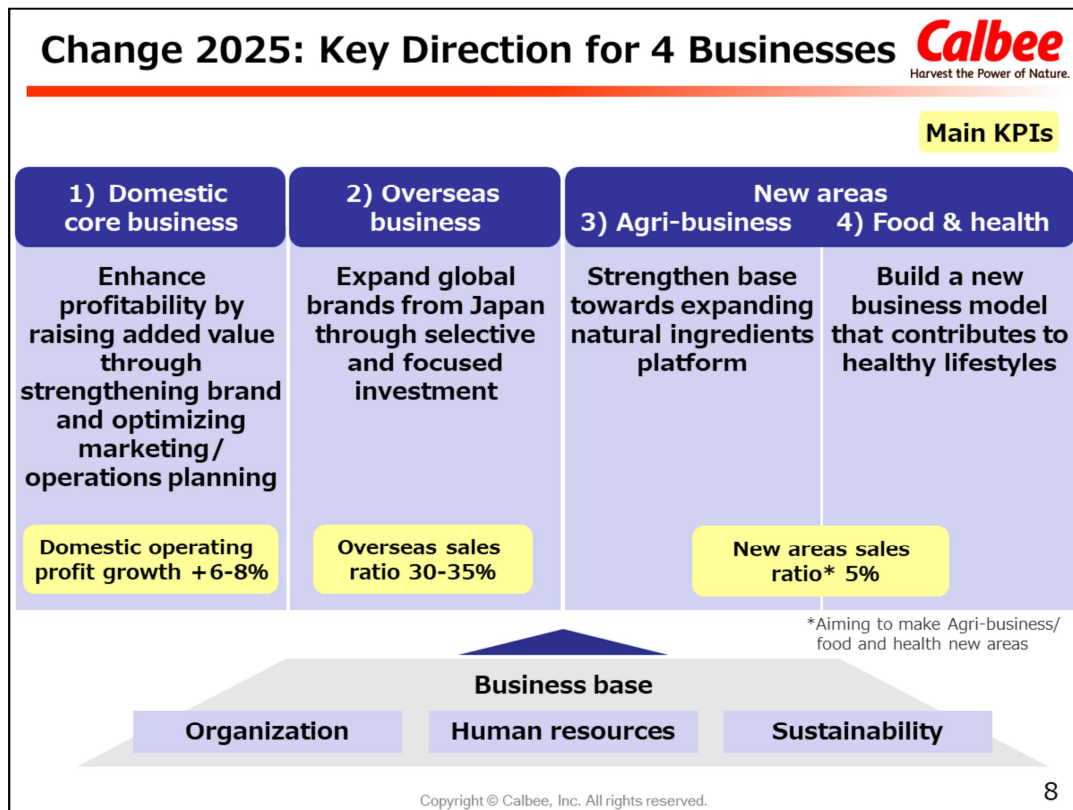 Change 2025: Key Direction for 4 Businesses
Calbee
Harvest the Power of Nature.
Main KPIs
1) Domestic
core business
Enhance
profitability by
raising added value
through
strengthening brand
and optimizing
marketing/
operations planning
Domestic operating
profit growth +6-8%
2) Overseas
business
Expand global
brands from Japan
through selective
and focused
investment
Overseas sales
ratio 30-35%
New areas
3) Agri-business
4) Food & health
Strengthen base
towards expanding
natural ingredients
platform
Build a new
business model
that contributes to
healthy lifestyles
New areas sales
ratio* 5%
*Aiming to make Agri-business/
food and health new areas
Business base
Organization
Human resources
Sustainability
Copyright © Calbee, Inc. All rights reserved.
8